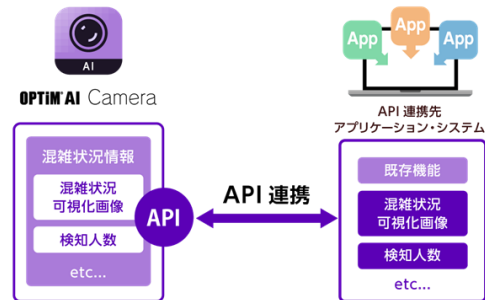 AI
OPTiM AI Camera
混雑状況情報
混雑状況
可視化画像
検知人数
etc...
API
API 連携
App
App
App
API 連携先
アプリケーション・システム
既存機能
混雑状況
可視化画像
検知人数
etc...